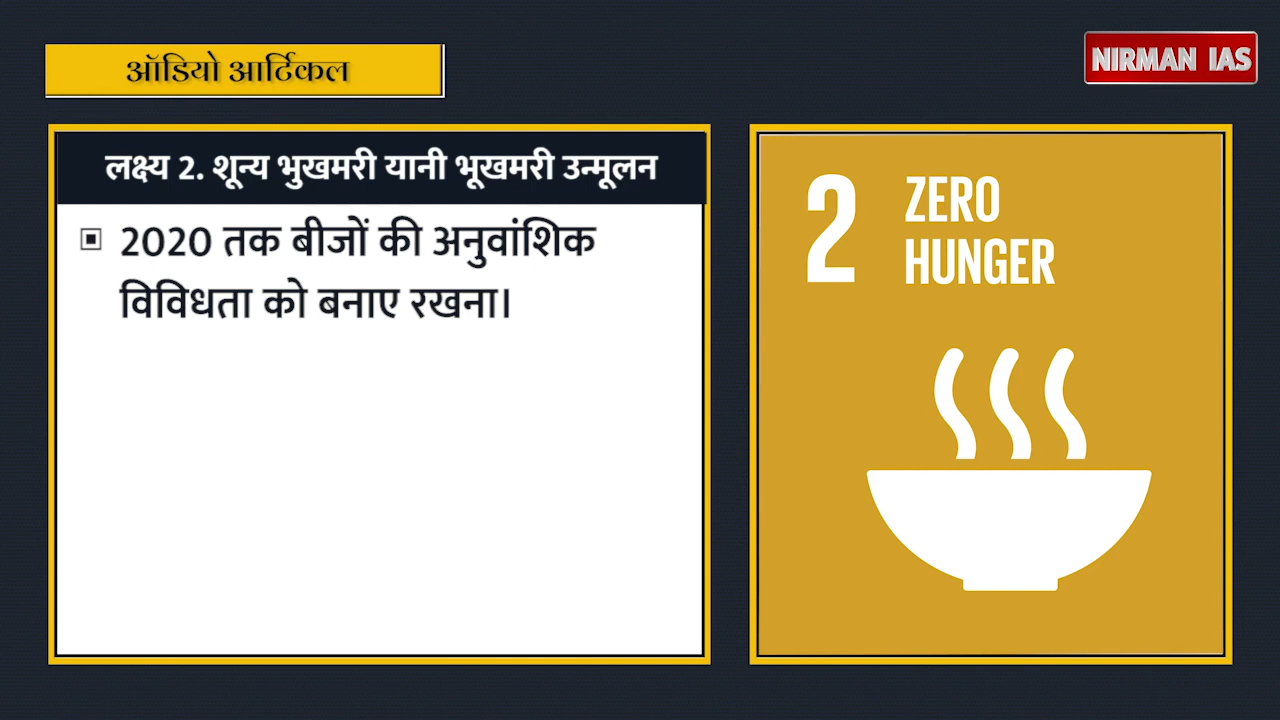 ऑडियो आर्टिकल
NIRMAN IAS
लक्ष्य 2. शून्य भुखमरी यानी भूखमरी उन्मूलन
2020 तक बीजों की अनुवांशिक
विविधता को बनाए रखना।
2 ZERO
HUNGER